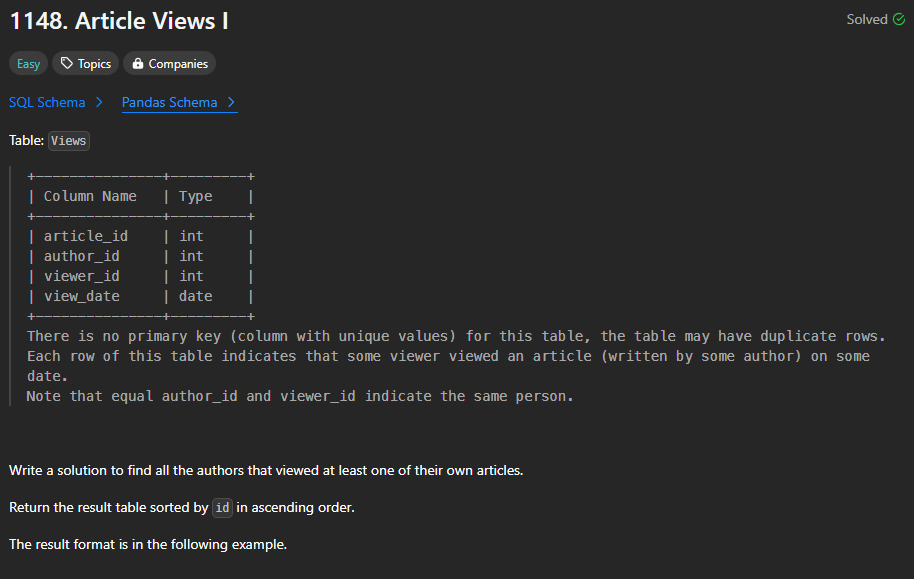 1148. Article Views I
Solved
Easy
Topics
Companies
SQL Schema >
Pandas Schema >
Table: Views
+---------------+---------+
| Column Name   | Type    |
+---------------+---------+
| article_id    | int     |
| author_id     | int     |
| viewer_id     | int     |
| view_date     | date    |
+---------------+---------+
There is no primary key (column with unique values) for this table, the table may have duplicate rows.
Each row of this table indicates that some viewer viewed an article (written by some author) on some
date.
Note that equal author_id and viewer_id indicate the same person.
Write a solution to find all the authors that viewed at least one of their own articles.
Return the result table sorted by id in ascending order.
The result format is in the following example.